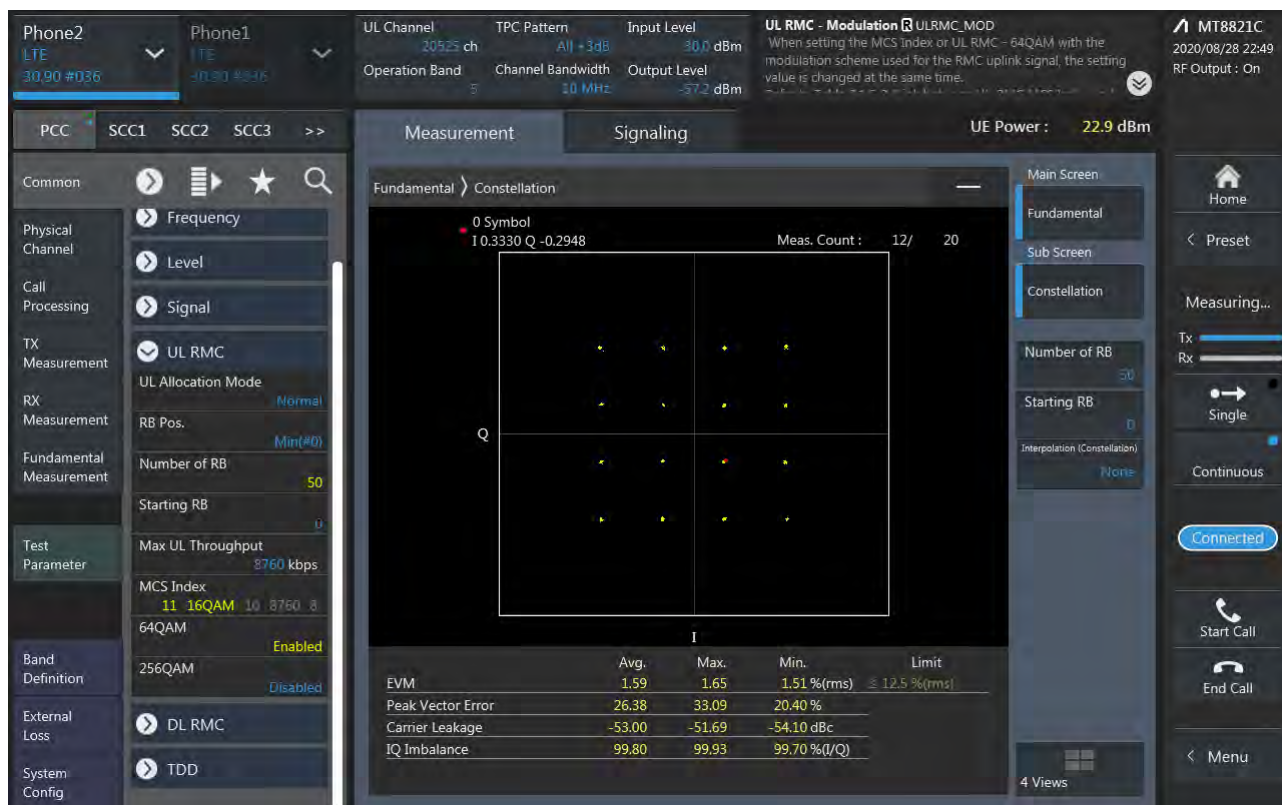 Phone2
LTE
30.90 #036
Phone1
LTE
30.90 #036
UL Channel
20525 ch
Operation Band
5
TPC Pattern
All +3dB
Channel Bandwidth
10 MHz
Input Level
30.0 dBm
Output Level
-57.2 dBm
UL RMC - Modulation R ULRMC_MOD
When setting the MCS Index or UL RMC - 64QAM with the
modulation scheme used for the RMC uplink signal, the setting
value is changed at the same time.
MT8821C
2020/08/28 22:49
RF Output : On
PCC SCC1 SCC2 SCC3 >>
Measurement
Signaling
UE Power : 22.9 dBm
Common
Physical
Channel
Call
Processing
TX
Measurement
RX
Measurement
Fundamental
Measurement
Test
Parameter
Band
Definition
External
Loss
System
Config
Frequency
Level
Signal
UL RMC
UL Allocation Mode
Normal
RB Pos.
Min(#0)
Number of RB
50
Starting RB
0
Max UL Throughput
8760 kbps
MCS Index
11 16QAM 10 8760 8
64QAM
Enabled
256QAM
Disabled
DL RMC
TDD
Fundamental 〉 Constellation
0 Symbol
I 0.3330 Q -0.2948
Meas. Count : 12/ 20
Q
I
Avg. Max. Min. Limit
EVM 1.59 1.65 1.51 %(rms) ≦ 12.5 %(rms)
Peak Vector Error 26.38 33.09 20.40 %
Carrier Leakage -53.00 -51.69 -54.10 dBc
IQ Imbalance 99.80 99.93 99.70 %(I/Q)
Main Screen
Fundamental
Sub Screen
Constellation
Number of RB
50
Starting RB
0
Interpolation (Constellation)
None
4 Views
Home
< Preset
Measuring...
Tx
Rx
Single
Continuous
Connected
Start Call
End Call
< Menu